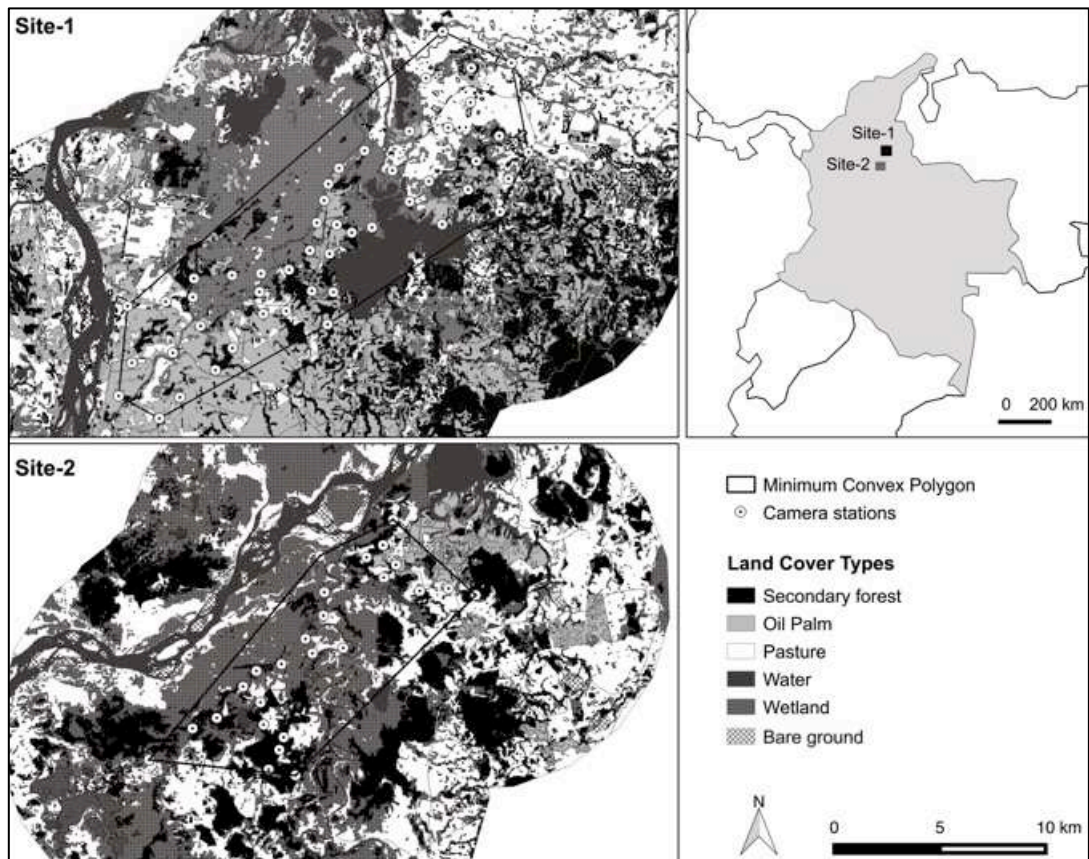 Site-1
Site-1
Site-2
0 200 km
Site-2
Minimum Convex Polygon
Camera stations
Land Cover Types
Secondary forest
Oil Palm
Pasture
Water
Wetland
Bare ground
N
0 5 10 km